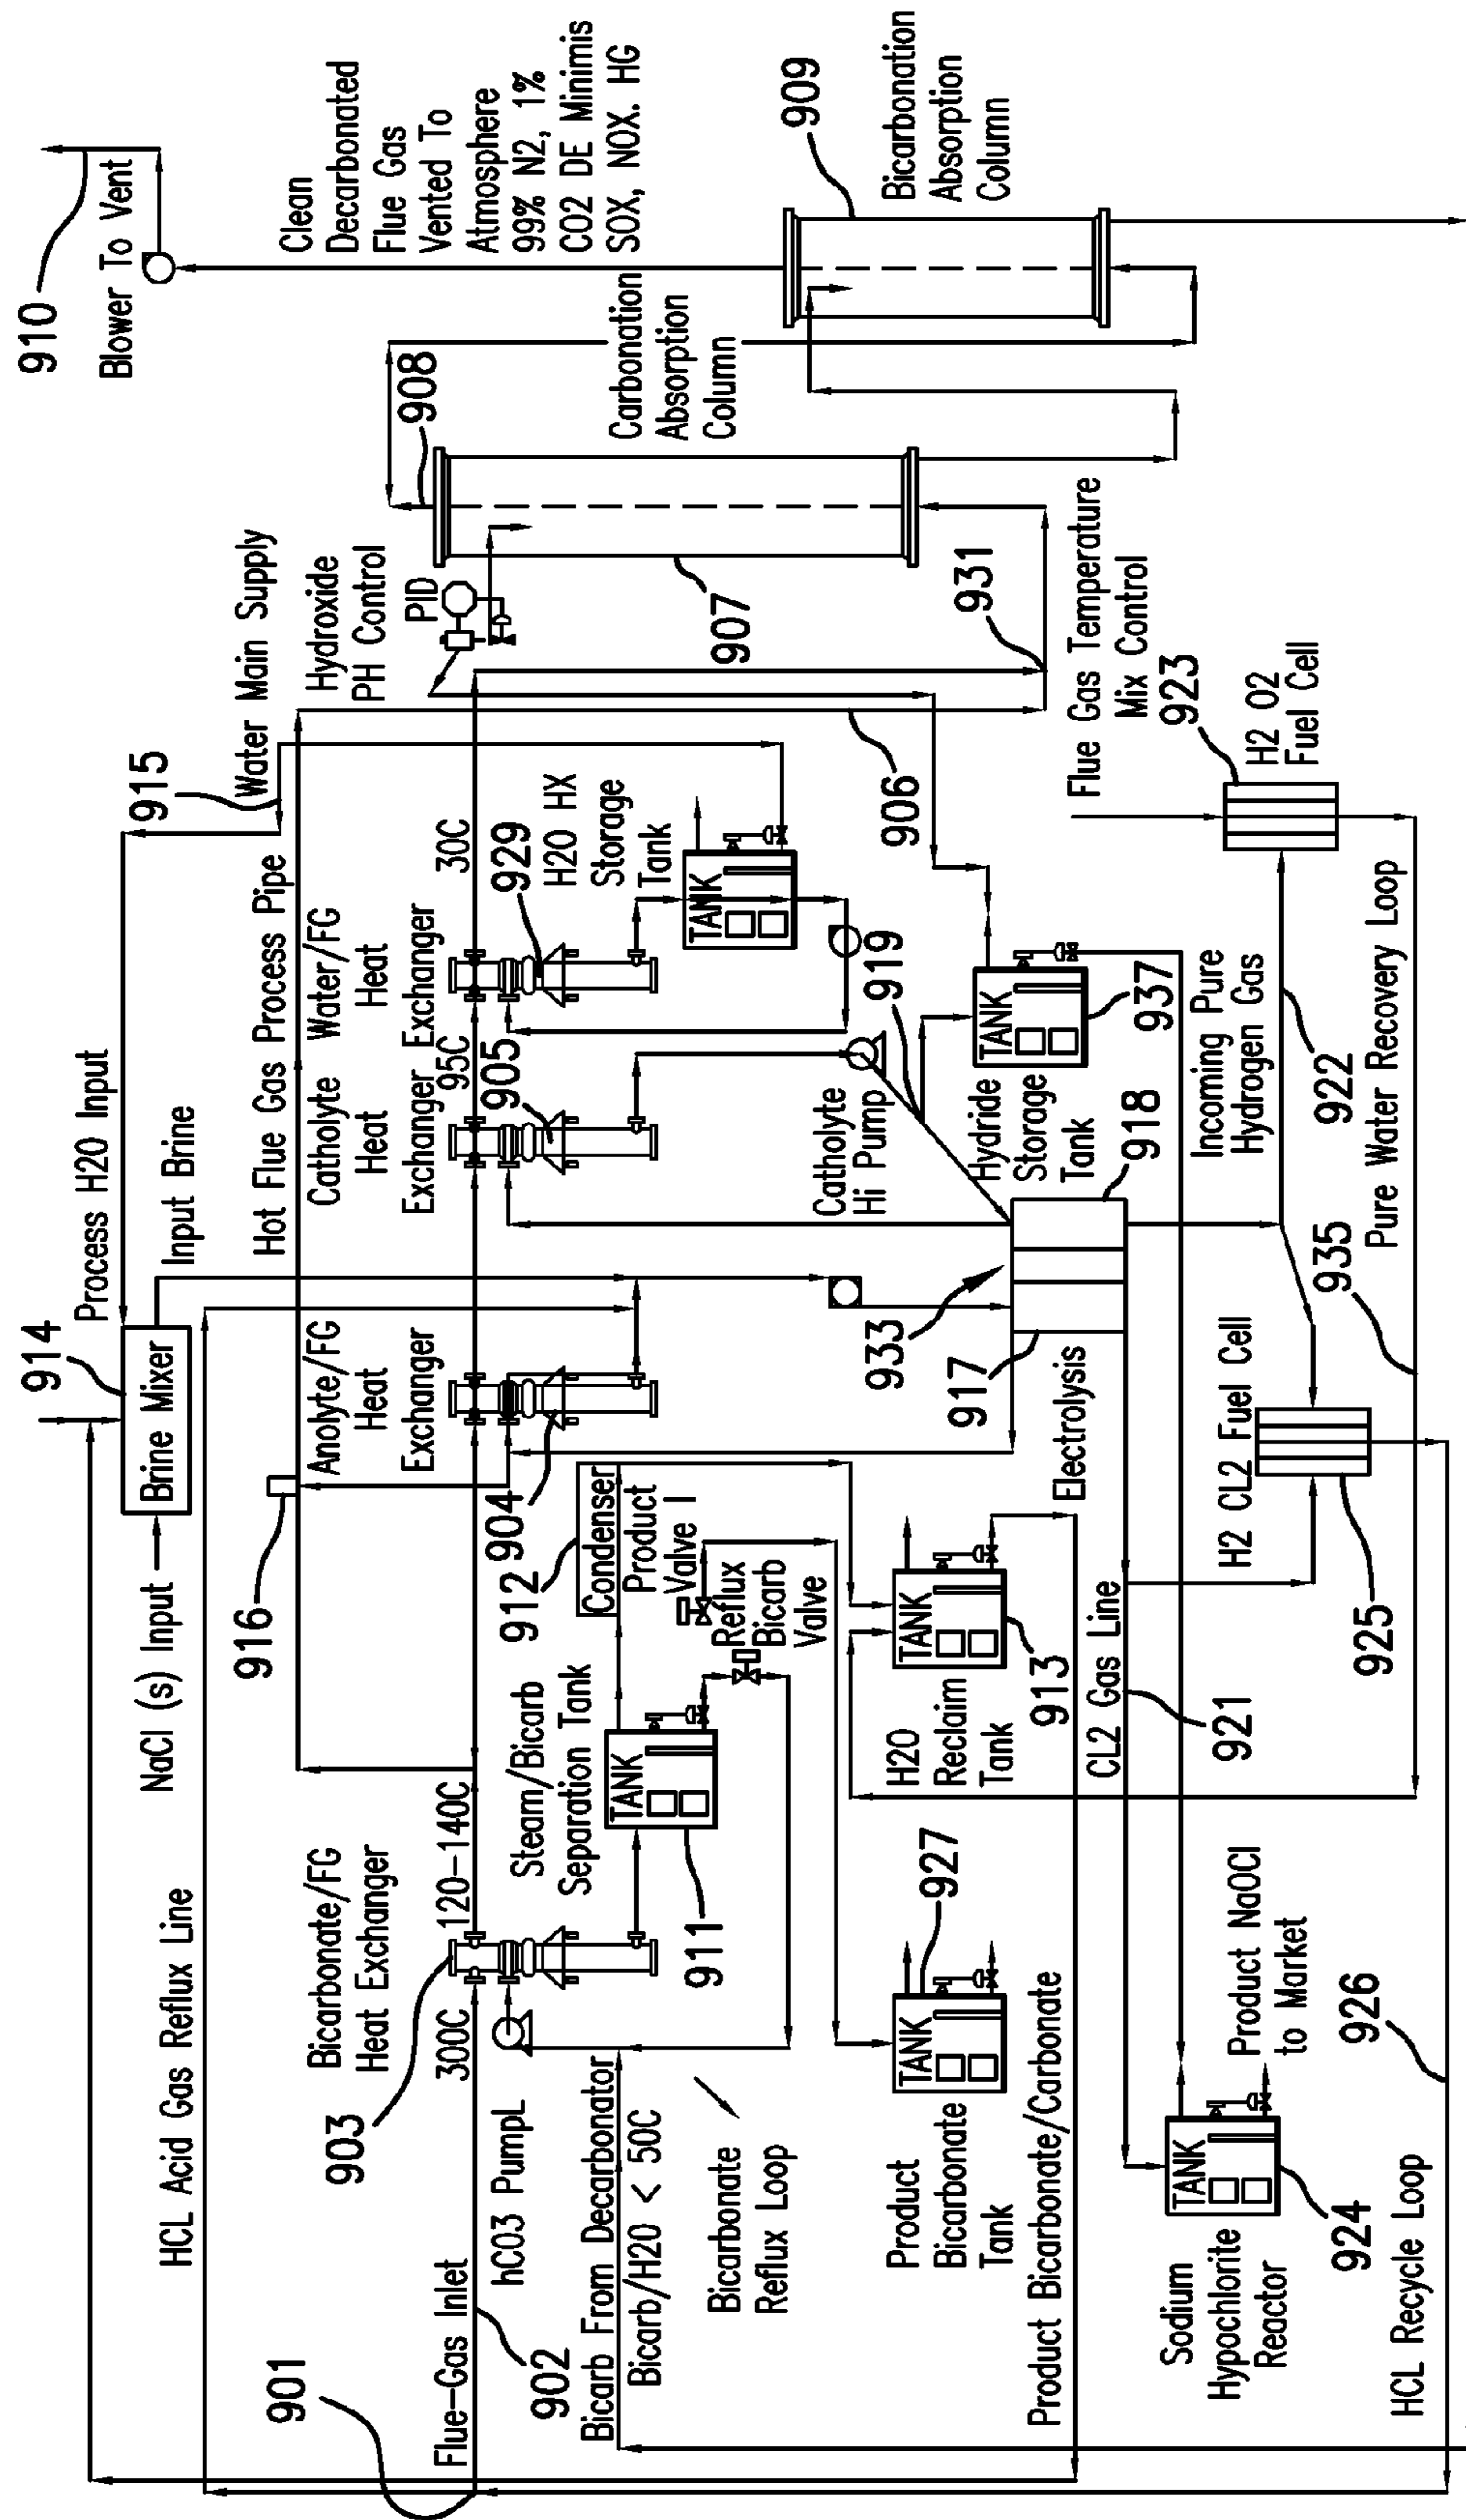 910
Blower To Vent
Clean
Decarbonated
Flue Gas
Vented To
Atmosphere
99% N2, 1%
CO2 DE Minimis
SOX, NOX. HG
909
Bicarbonation
Absorption
Column
908
Carbonation
Absorption
Column
907
Water Main Supply
Hydroxide
PH Control
PID
931
Flue Gas Temperature
Mix Control
923
H2 O2
Fuel Cell
915
906
30C
929
H2O HX
Storage
Tank
TANK
Process H2O Input
Input Brine
Hot Flue Gas Process Pipe
Water/FG
Heat
Exchanger
Catholyte
Heat
Exchanger
95C
905
919
Catholyte
Hi Pump
TANK
937
Hydride
Storage
Tank
918
Incoming Pure
Hydrogen Gas
922
Pure Water Recovery Loop
935
914
Brine Mixer
NaCl (s) Input
916
Anolyte/FG
Heat
Exchanger
904
933
917
Electrolysis
H2 CL2 Fuel Cell
925
912
Condenser
Product
Valve I
Reflux
Bicarb
Valve
TANK
913
H2O
Reclaim
Tank
CL2 Gas Line
921
120-140C
Steam/Bicarb
Separation Tank
TANK
911
HCL Acid Gas Reflux Line
Bicarbonate/FG
Heat Exchanger
903
300C
hCO3 PumpL
927
TANK
Product
Bicarbonate
Tank
Product NaOCl
to Market
926
901
Flue-Gas Inlet
902
Bicarb From Decarbonator
Bicarb/H2O < 50C
Bicarbonate
Reflux Loop
Product Bicarbonate/Carbonate
TANK
924
Sodium
Hypochlorite
Reactor
HCL Recycle Loop